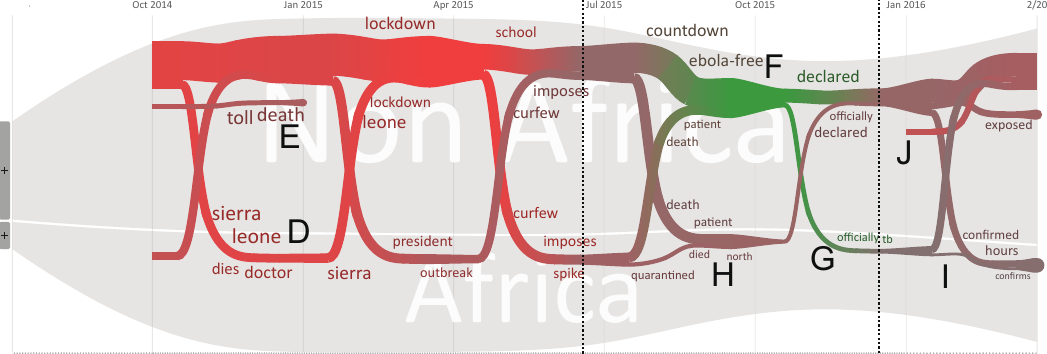 Oct 2014 Jan 2015 Apr 2015 Jul 2015 Oct 2015 Jan 2016 2/20
lockdown
school
countdown
ebola-free F
declared
imposes
lockdown
toll death
E
curfew
leone
patient
death
officially
declared
exposed
J
Non Africa
sierra
leone D
curfew
death
patient
president
imposes
officially tb
confirmed
hours
dies doctor
sierra
outbreak
spike
quarantined
died north
H
G
I
confirms
Africa
+
+